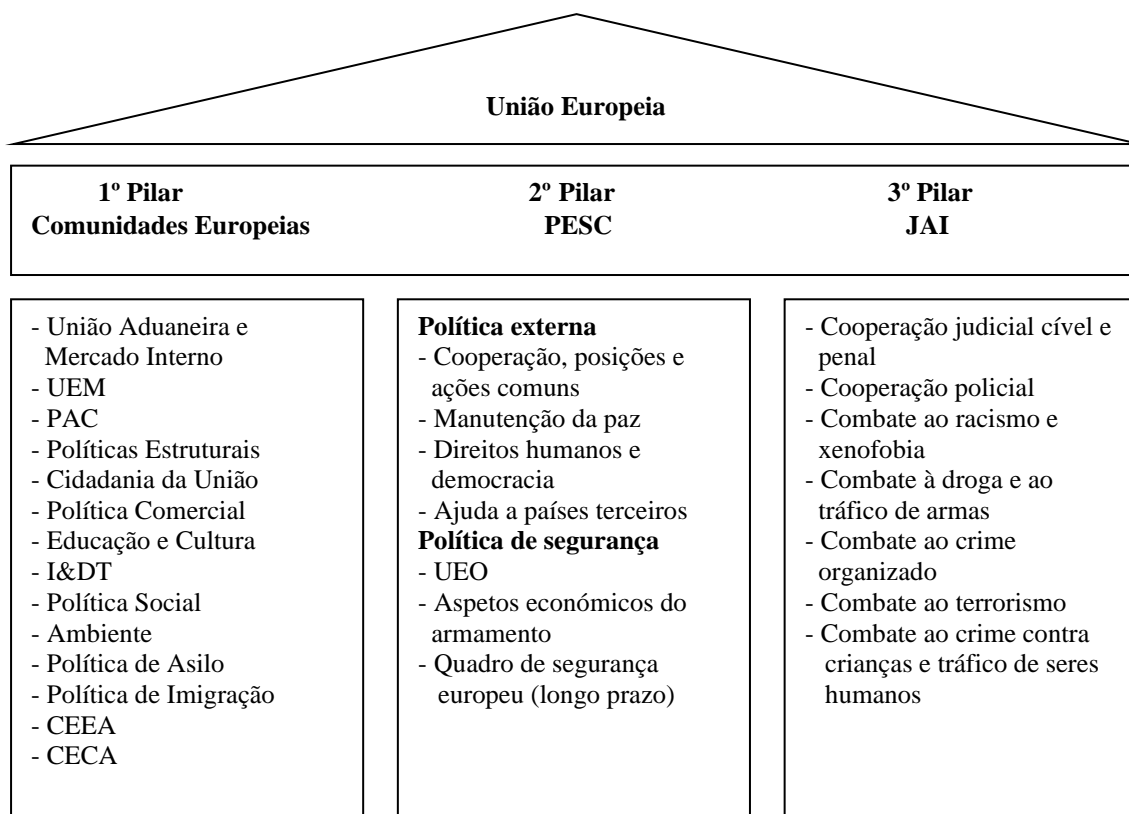 União Europeia
1º Pilar
Comunidades Europeias
2º Pilar
PESC
3º Pilar
JAI
- União Aduaneira e
Mercado Interno
- UEM
- PAC
- Políticas Estruturais
- Cidadania da União
- Política Comercial
- Educação e Cultura
- I&DT
- Política Social
- Ambiente
- Política de Asilo
- Política de Imigração
- CEEA
- CECA
Política externa
- Cooperação, posições e
ações comuns
- Manutenção da paz
- Direitos humanos e
democracia
- Ajuda a países terceiros
Política de segurança
- UEO
- Aspetos económicos do
armamento
- Quadro de segurança
europeu (longo prazo)
- Cooperação judicial cível e
penal
- Cooperação policial
- Combate ao racismo e
xenofobia
- Combate à droga e ao
tráfico de armas
- Combate ao crime
organizado
- Combate ao terrorismo
- Combate ao crime contra
crianças e tráfico de seres
humanos